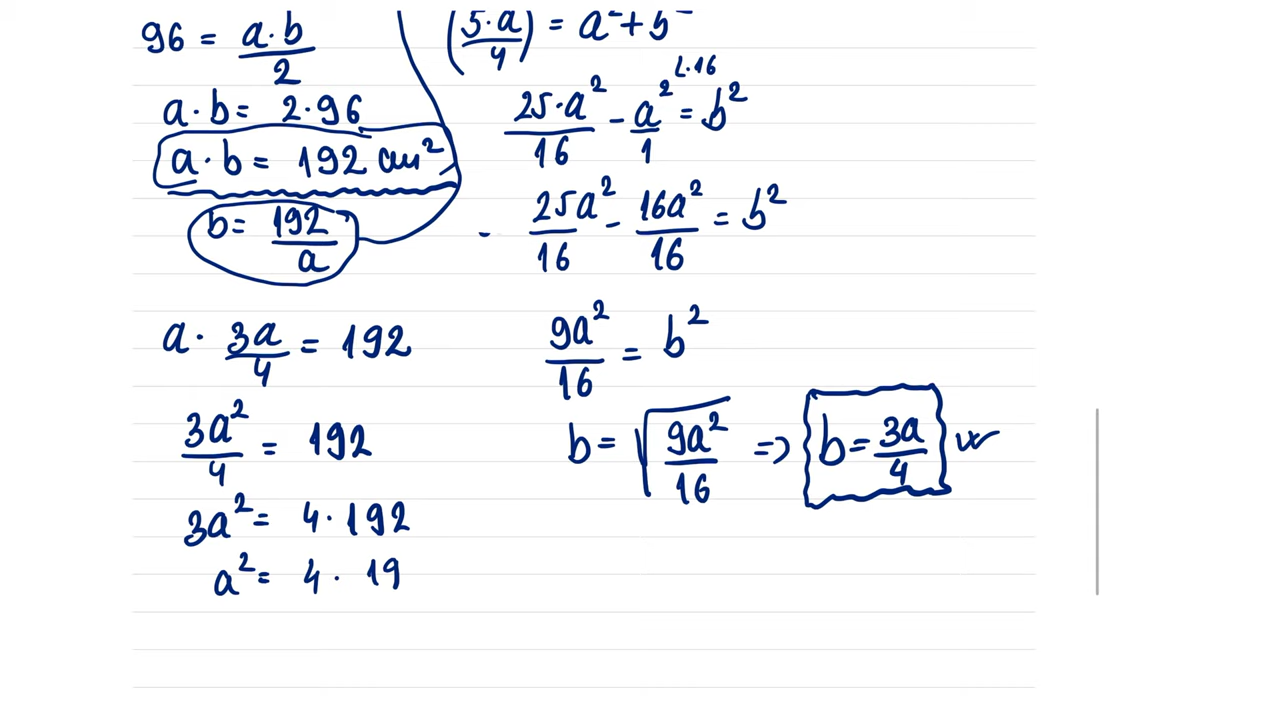 96 = a·b/2
a·b = 2·96
a·b = 192 cm²
b = 192/a
a · 3a/4 = 192
3a²/4 = 192
3a² = 4·192
a² = 4·19
(5·a/4) = a²+b²
25·a²/16 - a²/1 = b² /·16
25a²/16 - 16a²/16 = b²
9a²/16 = b²
b = √(9a²/16) => b = 3a/4